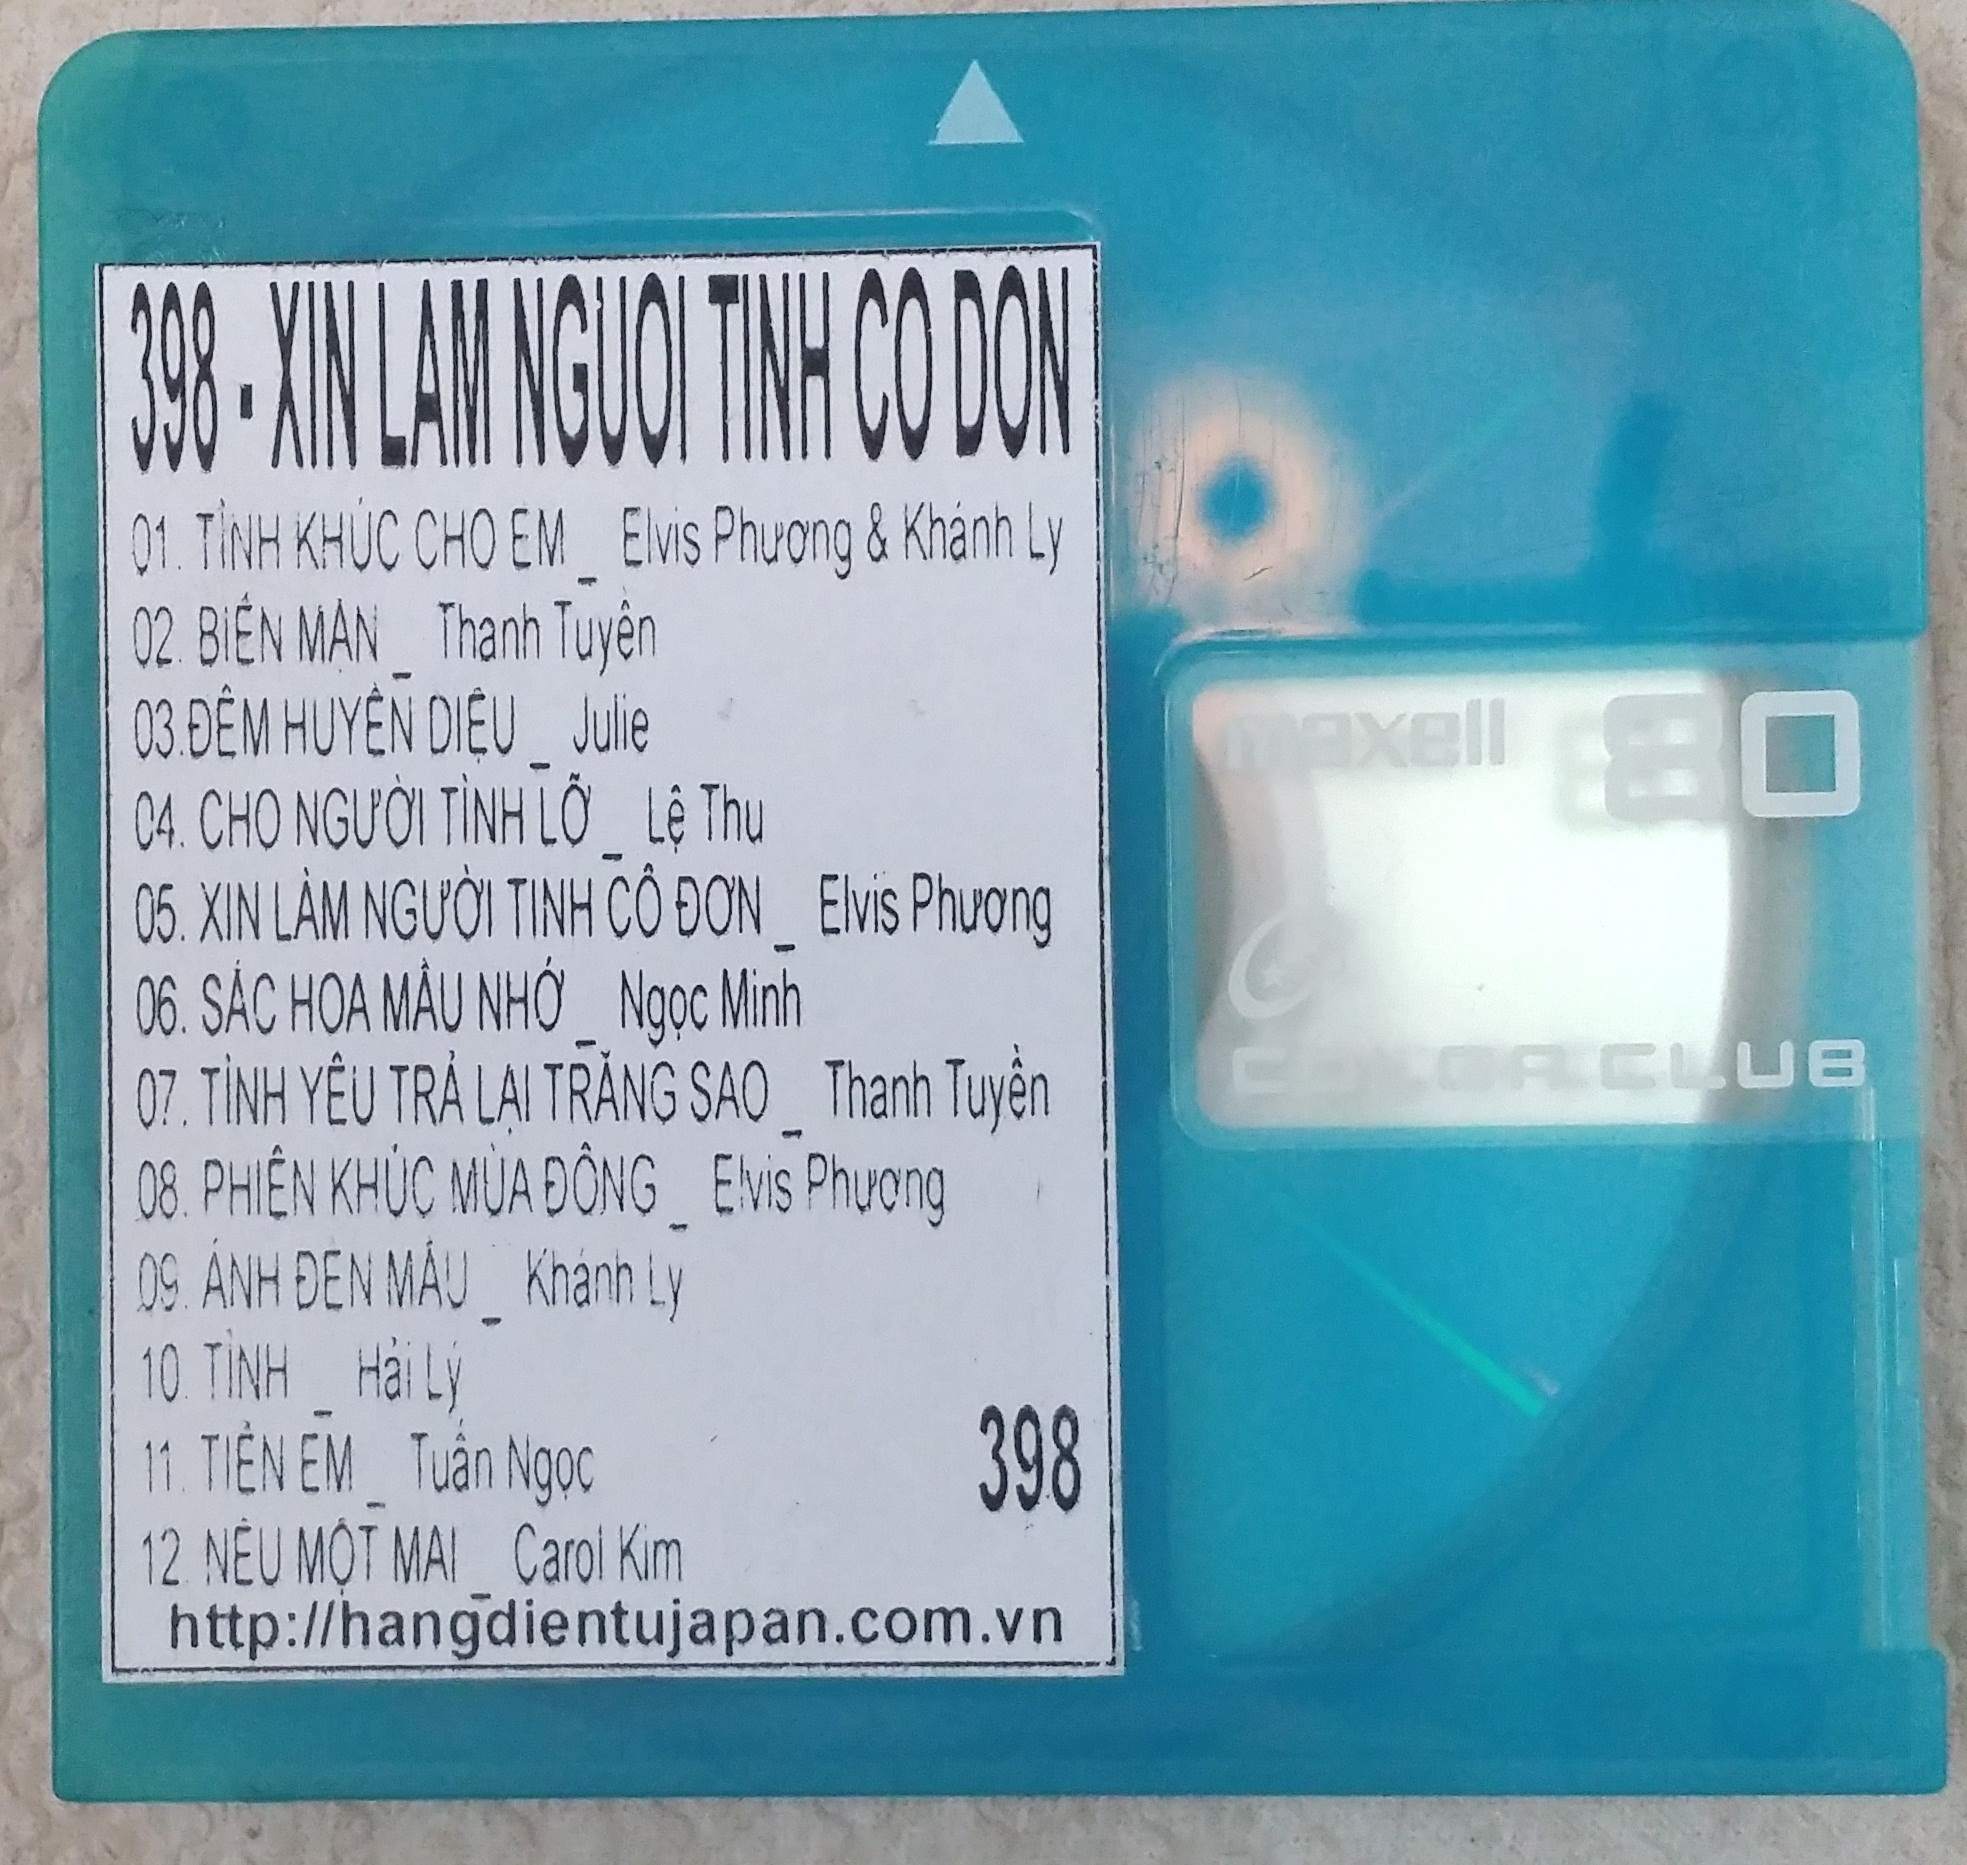 398 - XIN LAM NGUOI TINH CO DON
01. TÌNH KHÚC CHO EM _ Elvis Phương & Khánh Ly
02. BIỂN MẶN _ Thanh Tuyền
03.ĐÊM HUYỀN DIỆU _ Julie
04. CHO NGƯỜI TÌNH LỠ _ Lệ Thu
05. XIN LÀM NGƯỜI TINH CÔ ĐƠN _ Elvis Phương
06. SẮC HOA MẦU NHỚ _ Ngọc Minh
07. TÌNH YÊU TRẢ LẠI TRĂNG SAO _ Thanh Tuyền
08. PHIÊN KHÚC MÙA ĐÔNG _ Elvis Phương
09. ÁNH ĐÈN MẦU _ Khánh Ly
10. TÌNH _ Hải Lý
11. TIỄN EM _ Tuấn Ngọc
398
12. NẾU MỘT MAI _ Carol Kim
http://hangdientujapan.com.vn
maxell 80
COLOR CLUB